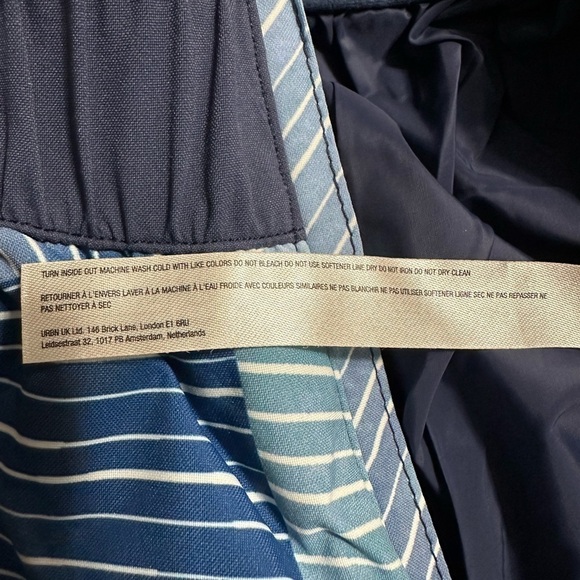 TURN INSIDE OUT MACHINE WASH COLD WITH LIKE COLORS DO NOT BLEACH DO NOT USE SOFTENER LINE DRY DO NOT IRON DO NOT DRY CLEAN
RETOURNER À L'ENVERS LAVER À LA MACHINE À L'EAU FROIDE AVEC COULEURS SIMILAIRES NE PAS BLANCHIR NE PAS UTILISER SOFTENER LIGNE SEC NE PAS REPASSER NE
PAS NETTOYER À SEC
URBN UK Ltd. 146 Brick Lane, London E1 6RU
Leidsestraat 32, 1017 PB Amsterdam, Netherlands